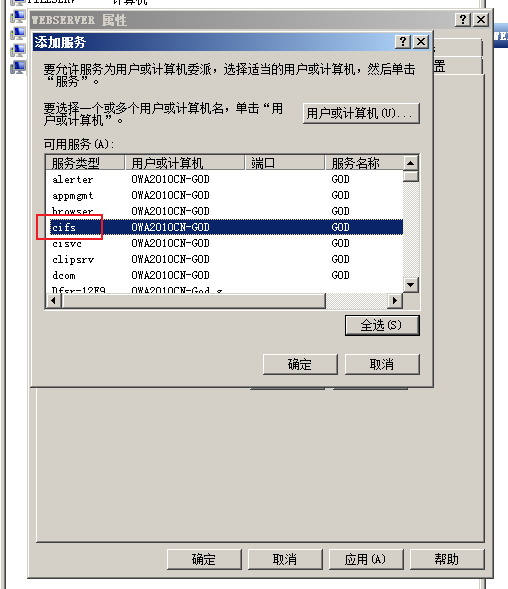 计算机
WEBSERVER 属性
添加服务
要允许服务为用户或计算机委派，选择适当的用户或计算机，然后单击
“服务”。
要选择一个或多个用户或计算机名，单击“用
户或计算机”。
用户或计算机(U)...
可用服务(A):
服务类型 用户或计算机 端口 服务名称
alerter OWA2010CN-GOD GOD
appmgmt OWA2010CN-GOD GOD
browser OWA2010CN-GOD GOD
cifs OWA2010CN-GOD GOD
cisvc OWA2010CN-GOD GOD
clipsrv OWA2010CN-GOD GOD
dcom OWA2010CN-GOD GOD
全选(S)
确定 取消
置
确定 取消 应用(A) 帮助